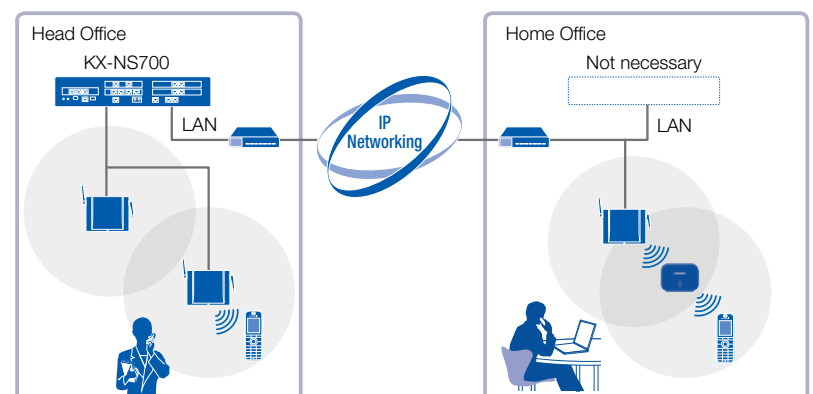 Head Office
KX-NS700
LAN
IP
Networking
Home Office
Not necessary
LAN